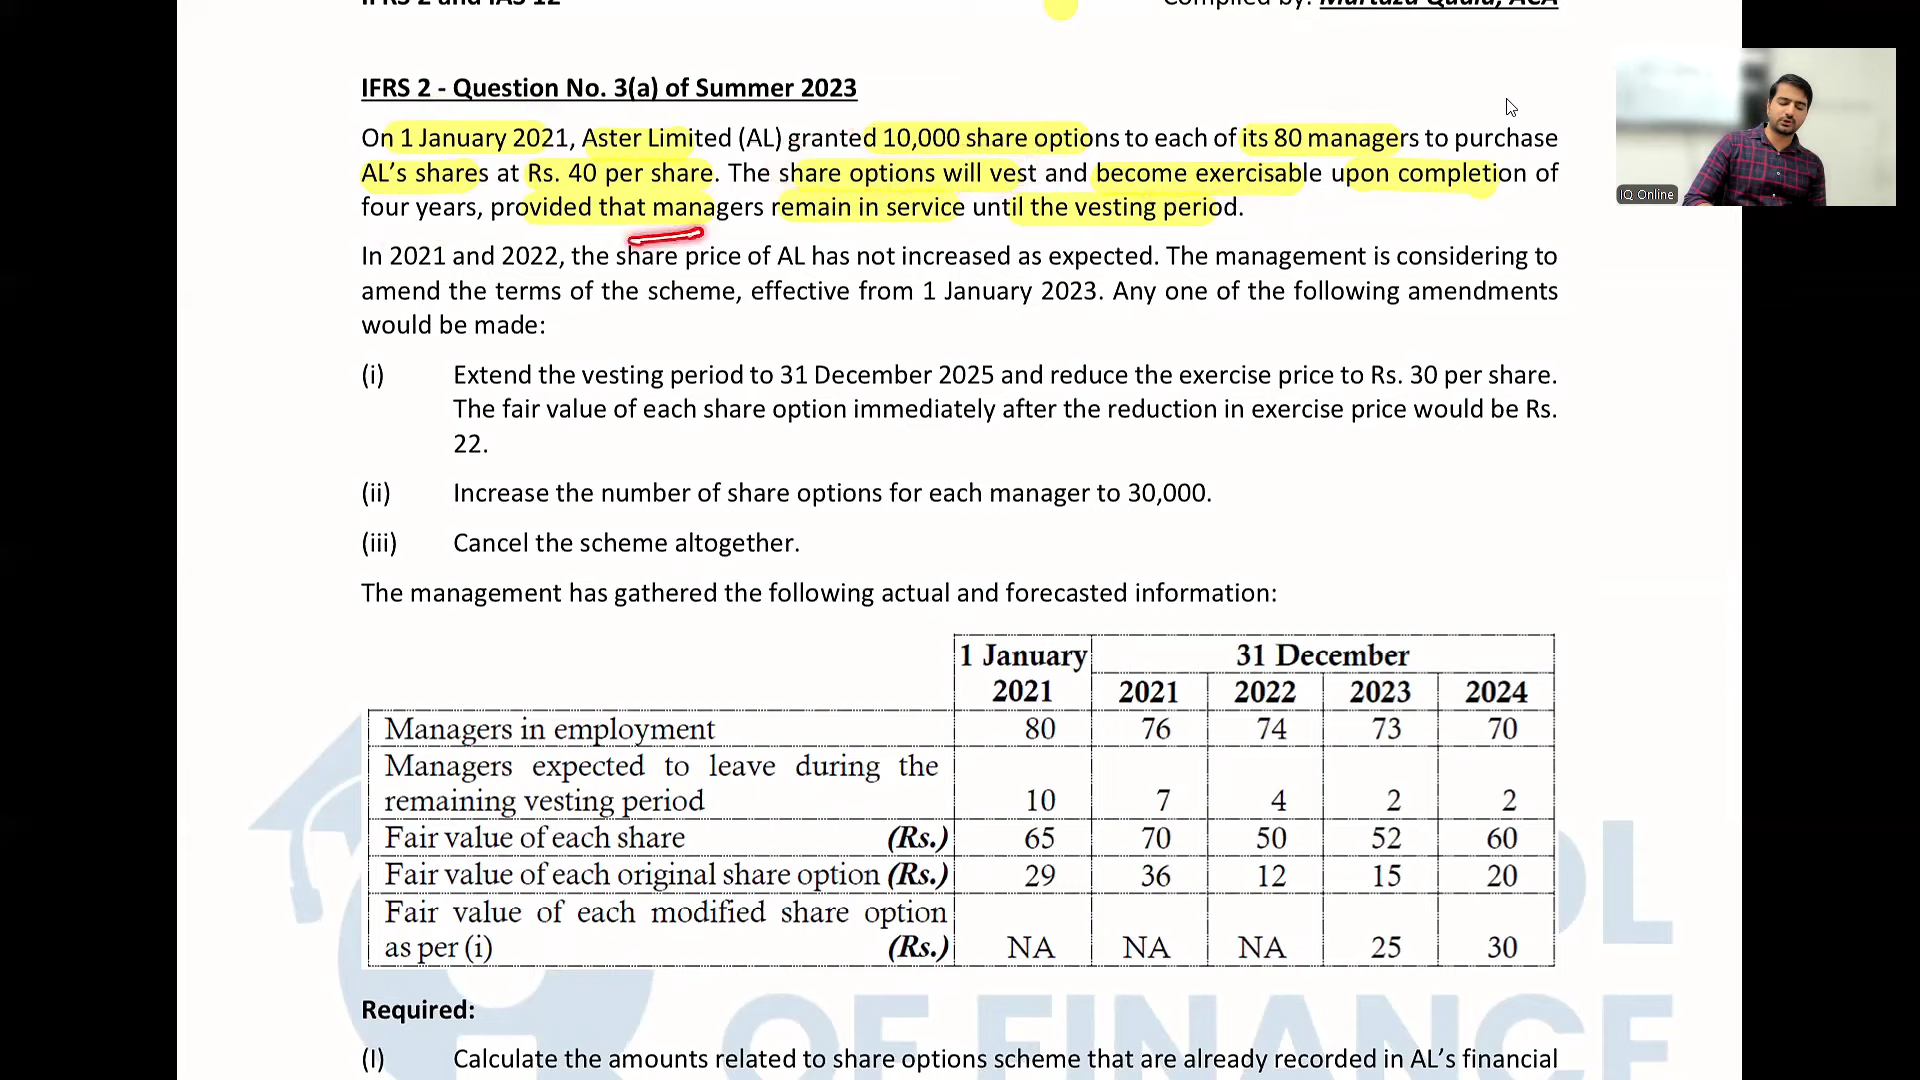 IFRS 2 and IAS 12
Compiled by: Murtaza Quaid, ACA
IFRS 2 - Question No. 3(a) of Summer 2023
On 1 January 2021, Aster Limited (AL) granted 10,000 share options to each of its 80 managers to purchase
AL’s shares at Rs. 40 per share. The share options will vest and become exercisable upon completion of
four years, provided that managers remain in service until the vesting period.
In 2021 and 2022, the share price of AL has not increased as expected. The management is considering to
amend the terms of the scheme, effective from 1 January 2023. Any one of the following amendments
would be made:
(i) Extend the vesting period to 31 December 2025 and reduce the exercise price to Rs. 30 per share.
The fair value of each share option immediately after the reduction in exercise price would be Rs.
22.
(ii) Increase the number of share options for each manager to 30,000.
(iii) Cancel the scheme altogether.
The management has gathered the following actual and forecasted information:
1 January 31 December
2021 2021 2022 2023 2024
Managers in employment 80 76 74 73 70
Managers expected to leave during the
remaining vesting period 10 7 4 2 2
Fair value of each share (Rs.) 65 70 50 52 60
Fair value of each original share option (Rs.) 29 36 12 15 20
Fair value of each modified share option
as per (i) (Rs.) NA NA NA 25 30
Required:
(I) Calculate the amounts related to share options scheme that are already recorded in AL’s financial
IQ Online
OL
OF FINANCE